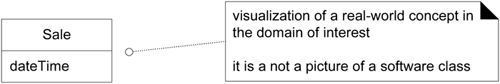 Sale
dateTime
visualization of a real-world concept in
the domain of interest
it is a not a picture of a software class